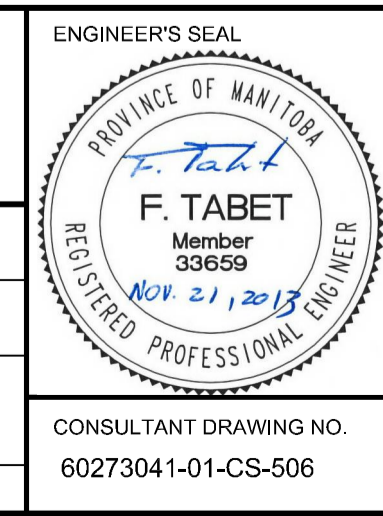 ENGINEER'S SEAL
PROVINCE OF MANITOBA
F. Tabet
F. TABET
Member
33659
NOV. 21, 2013
REGISTERED PROFESSIONAL ENGINEER
CONSULTANT DRAWING NO.
60273041-01-CS-506